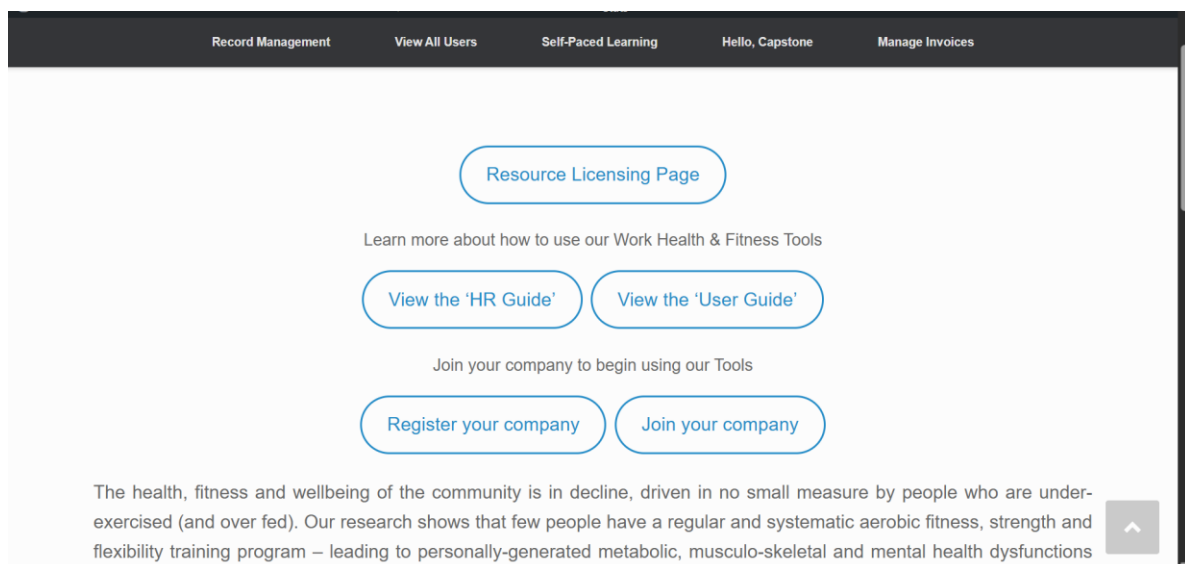 Record Management View All Users Self-Paced Learning Hello, Capstone Manage Invoices
Resource Licensing Page
Learn more about how to use our Work Health & Fitness Tools
View the ‘HR Guide’ View the ‘User Guide’
Join your company to begin using our Tools
Register your company Join your company
The health, fitness and wellbeing of the community is in decline, driven in no small measure by people who are under-
exercised (and over fed). Our research shows that few people have a regular and systematic aerobic fitness, strength and
flexibility training program – leading to personally-generated metabolic, musculo-skeletal and mental health dysfunctions